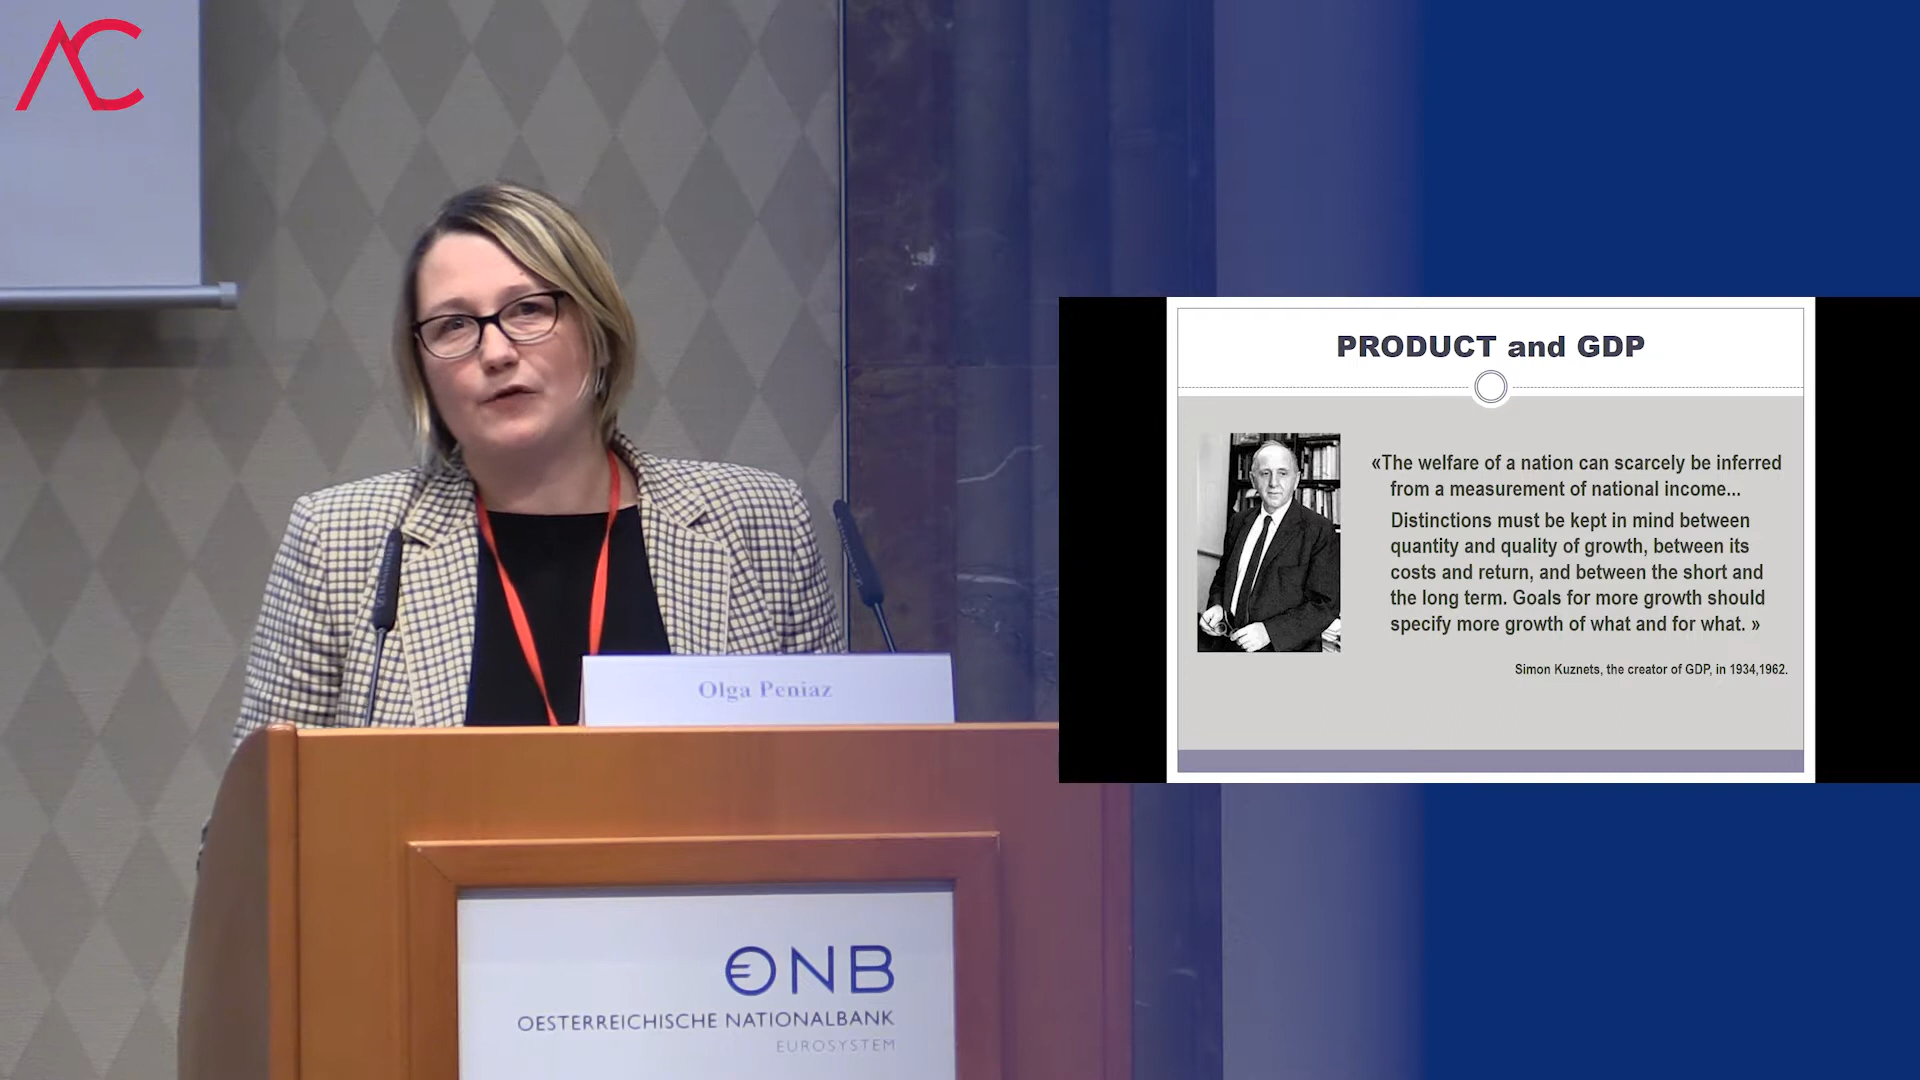 AC
Olga Peniaz
ONB
OESTERREICHISCHE NATIONALBANK
EUROSYSTEM
PRODUCT and GDP
«The welfare of a nation can scarcely be inferred
from a measurement of national income...
Distinctions must be kept in mind between
quantity and quality of growth, between its
costs and return, and between the short and
the long term. Goals for more growth should
specify more growth of what and for what. »
Simon Kuznets, the creator of GDP, in 1934,1962.